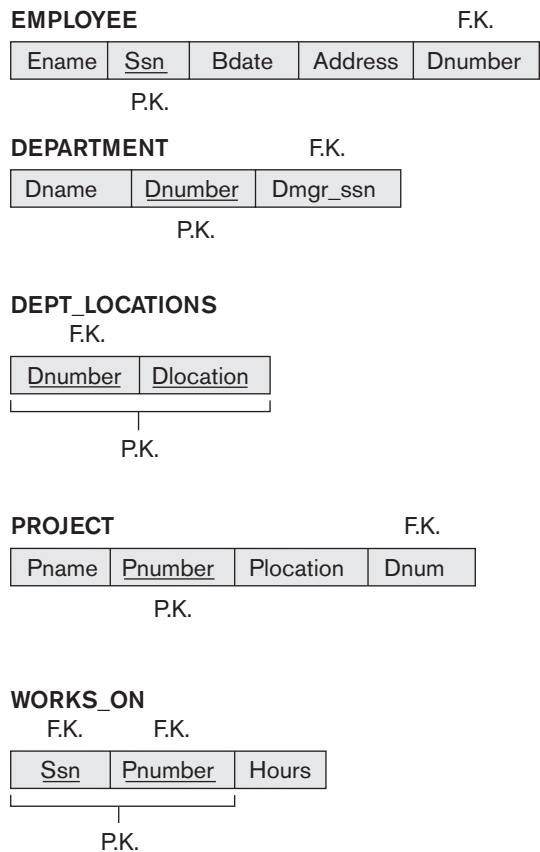 EMPLOYEE F.K.
Ename Ssn Bdate Address Dnumber
P.K.
DEPARTMENT F.K.
Dname Dnumber Dmgr_ssn
P.K.
DEPT_LOCATIONS
F.K.
Dnumber Dlocation
P.K.
PROJECT F.K.
Pname Pnumber Plocation Dnum
P.K.
WORKS_ON
F.K. F.K.
Ssn Pnumber Hours
P.K.